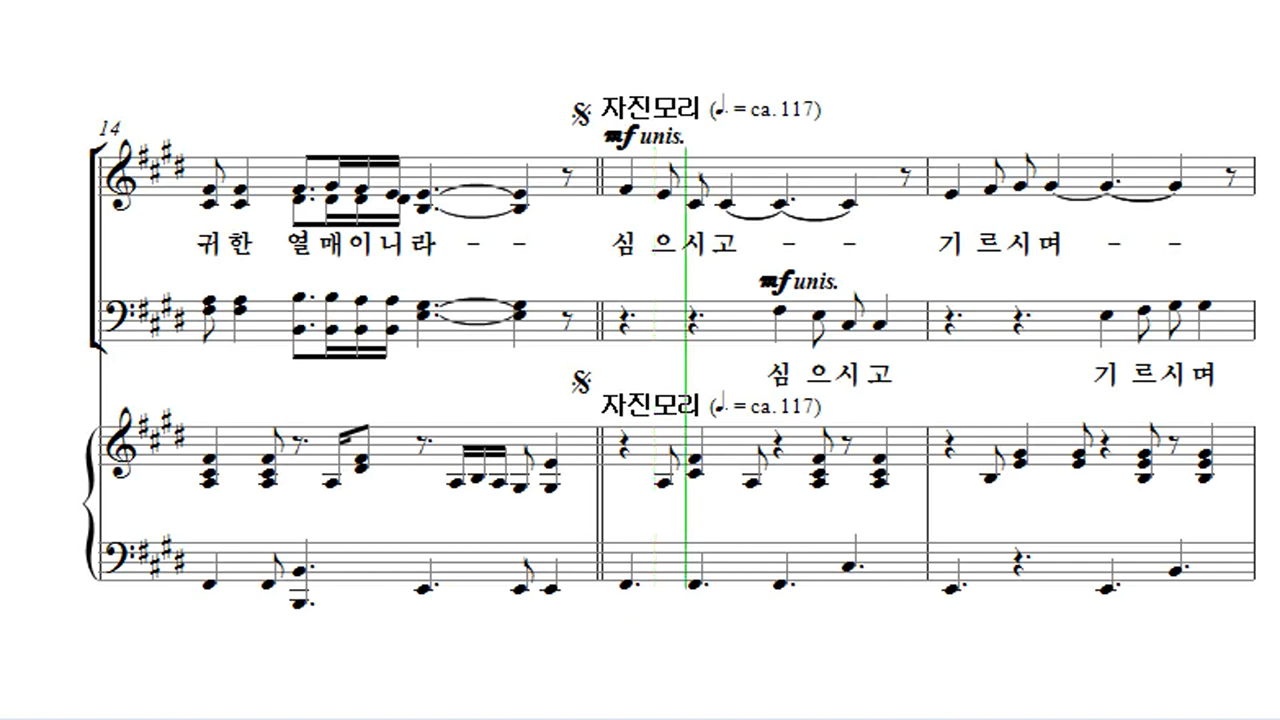 자진모리 (♩. = ca. 117)
14
mf unis.
귀 한 열 매 이 니 라 - - 심 으 시 고 - - 기 르 시 며 - -
mf unis.
심 으 시 고 기 르 시 며
자진모리 (♩. = ca. 117)